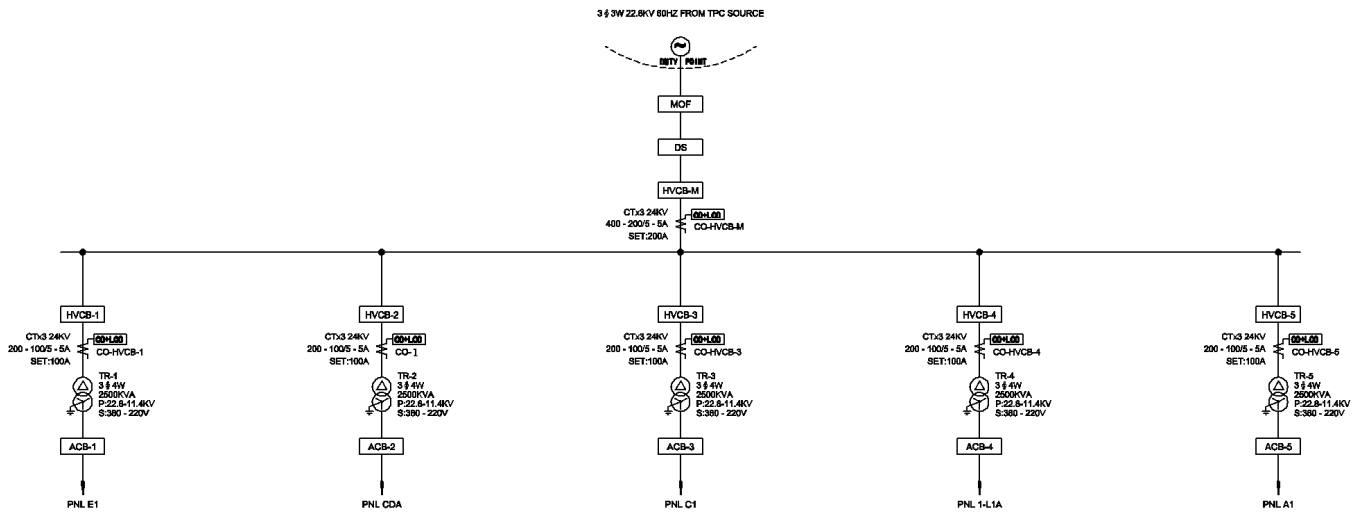 3 ϕ 3W 22.8KV 60HZ FROM TPC SOURCE
DUTY POINT
MOF
DS
HVCB-M
CTx3 24KV
400 - 200/5 - 5A
SET:200A
CO+LCO
CO-HVCB-M
HVCB-1
CTx3 24KV
200 - 100/5 - 5A
SET:100A
CO+LCO
CO-HVCB-1
TR-1
3 ϕ 4W
2500KVA
P:22.8-11.4KV
S:380 - 220V
ACB-1
PNL E1
HVCB-2
CTx3 24KV
200 - 100/5 - 5A
SET:100A
CO+LCO
CO-1
TR-2
3 ϕ 4W
2500KVA
P:22.8-11.4KV
S:380 - 220V
ACB-2
PNL CDA
HVCB-3
CTx3 24KV
200 - 100/5 - 5A
SET:100A
CO+LCO
CO-HVCB-3
TR-3
3 ϕ 4W
2500KVA
P:22.8-11.4KV
S:380 - 220V
ACB-3
PNL C1
HVCB-4
CTx3 24KV
200 - 100/5 - 5A
SET:100A
CO+LCO
CO-HVCB-4
TR-4
3 ϕ 4W
2500KVA
P:22.8-11.4KV
S:380 - 220V
ACB-4
PNL 1-L1A
HVCB-5
CTx3 24KV
200 - 100/5 - 5A
SET:100A
CO+LCO
CO-HVCB-5
TR-5
3 ϕ 4W
2500KVA
P:22.8-11.4KV
S:380 - 220V
ACB-5
PNL A1